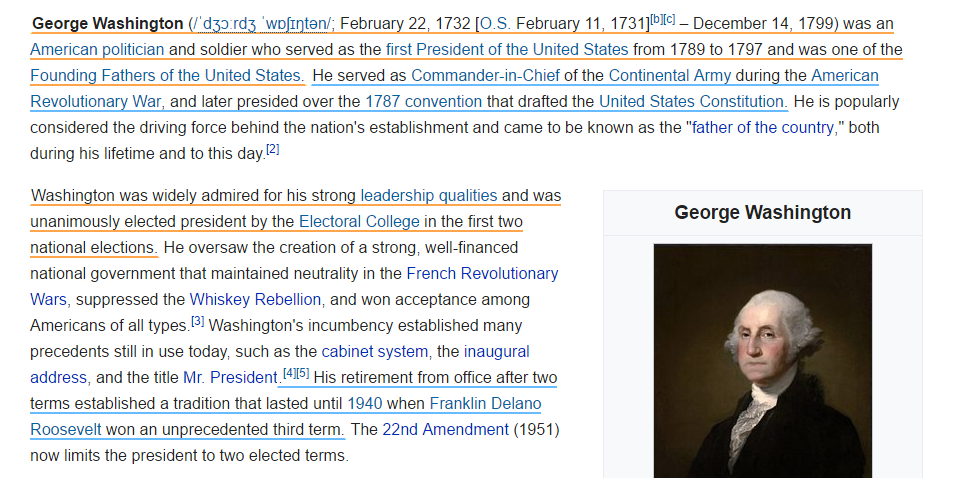 George Washington (/ˈdʒɔːrdʒ ˈwɒʃɪŋtən/; February 22, 1732 [O.S. February 11, 1731][b][c] – December 14, 1799) was an
American politician and soldier who served as the first President of the United States from 1789 to 1797 and was one of the
Founding Fathers of the United States. He served as Commander-in-Chief of the Continental Army during the American
Revolutionary War, and later presided over the 1787 convention that drafted the United States Constitution. He is popularly
considered the driving force behind the nation's establishment and came to be known as the "father of the country," both
during his lifetime and to this day.[2]
Washington was widely admired for his strong leadership qualities and was
unanimously elected president by the Electoral College in the first two
national elections. He oversaw the creation of a strong, well-financed
national government that maintained neutrality in the French Revolutionary
Wars, suppressed the Whiskey Rebellion, and won acceptance among
Americans of all types.[3] Washington's incumbency established many
precedents still in use today, such as the cabinet system, the inaugural
address, and the title Mr. President.[4][5] His retirement from office after two
terms established a tradition that lasted until 1940 when Franklin Delano
Roosevelt won an unprecedented third term. The 22nd Amendment (1951)
now limits the president to two elected terms.
George Washington